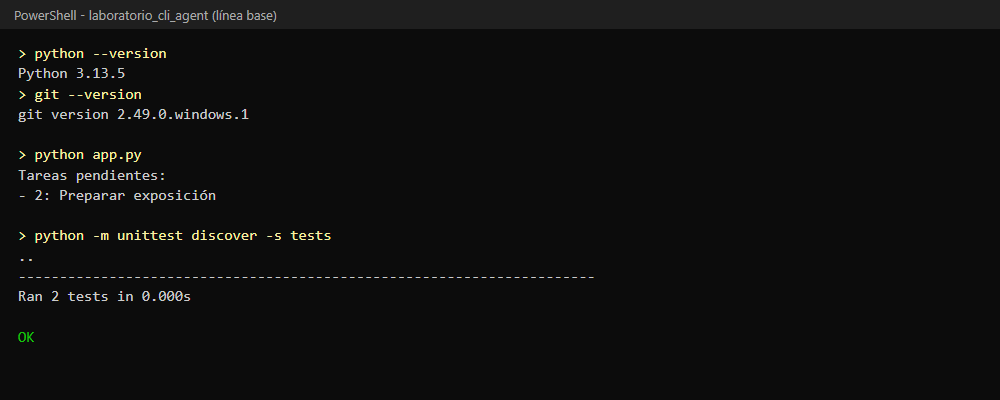 PowerShell - laboratorio_cli_agent (línea base)
> python --version
Python 3.13.5
> git --version
git version 2.49.0.windows.1
> python app.py
Tareas pendientes:
- 2: Preparar exposición
> python -m unittest discover -s tests
..
----------------------------------------------------------------------
Ran 2 tests in 0.000s
OK